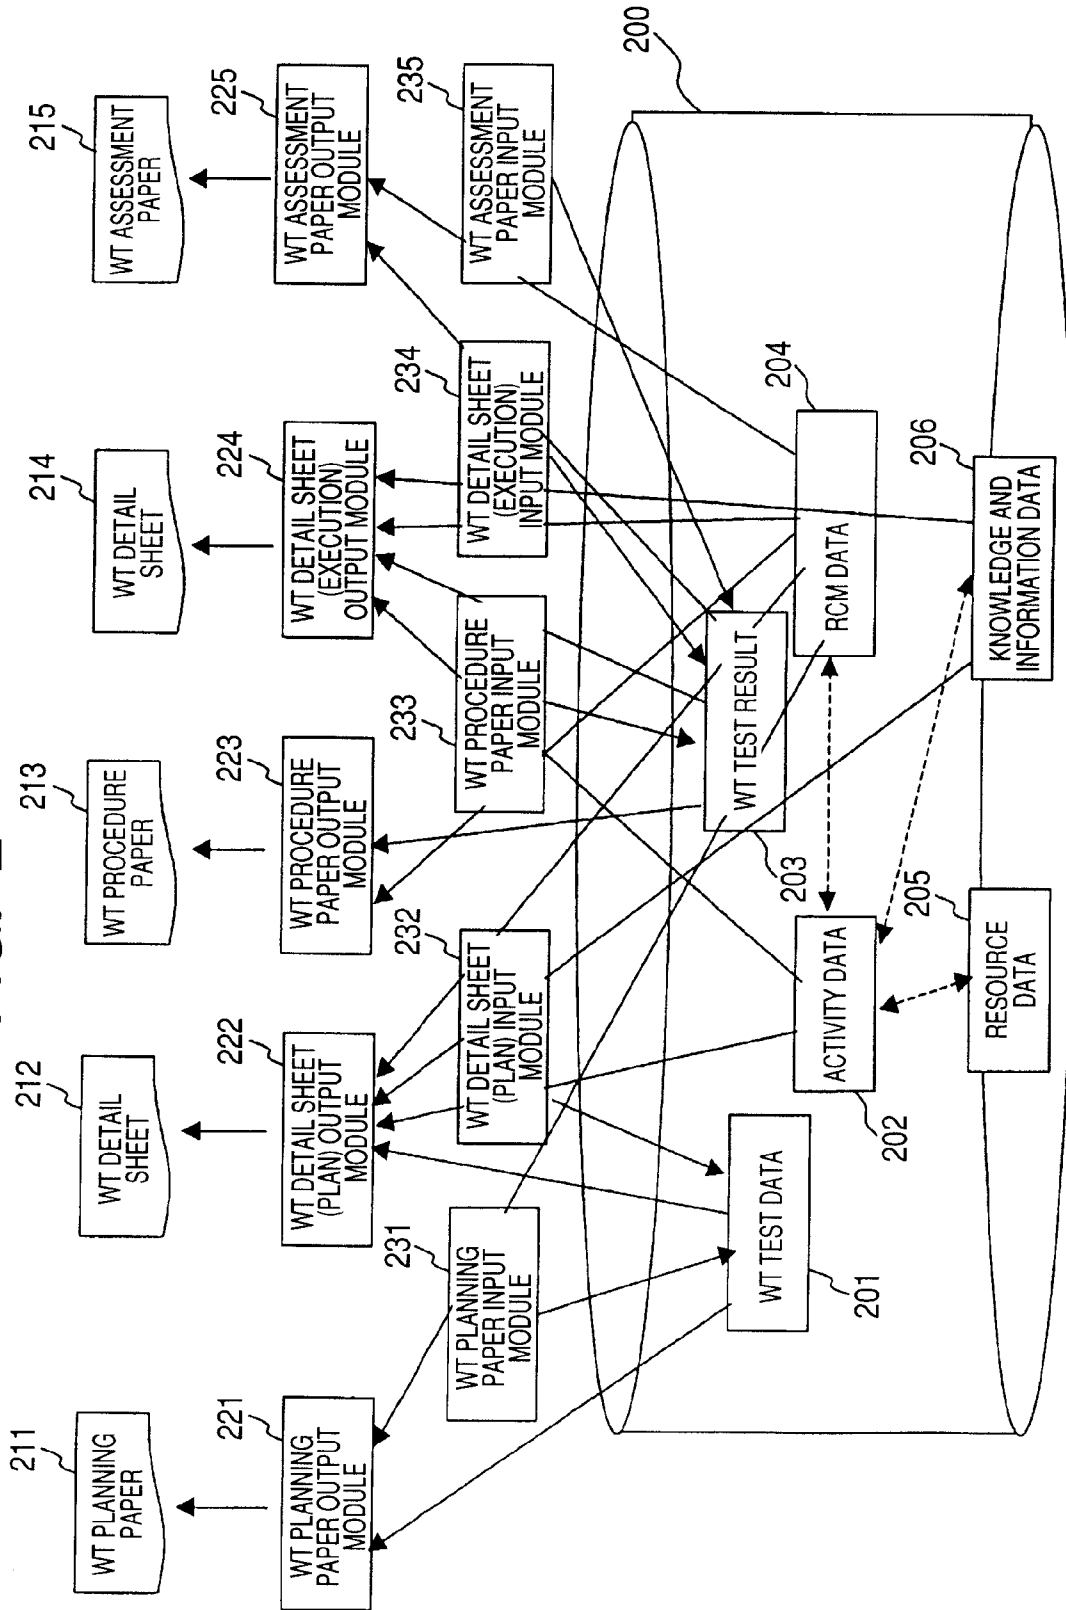 211
WT PLANNING
PAPER
212
WT DETAIL
SHEET
213
WT PROCEDURE
PAPER
214
WT DETAIL
SHEET
215
WT ASSESSMENT
PAPER
221
WT PLANNING
PAPER OUTPUT
MODULE
222
WT DETAIL SHEET
(PLAN) OUTPUT
MODULE
223
WT PROCEDURE
PAPER OUTPUT
MODULE
224
WT DETAIL SHEET
(EXECUTION)
OUTPUT MODULE
225
WT ASSESSMENT
PAPER OUTPUT
MODULE
231
WT PLANNING
PAPER INPUT
MODULE
232
WT DETAIL SHEET
(PLAN) INPUT
MODULE
233
WT PROCEDURE
PAPER INPUT
MODULE
234
WT DETAIL SHEET
(EXECUTION)
INPUT MODULE
235
WT ASSESSMENT
PAPER INPUT
MODULE
200
WT TEST DATA
201
ACTIVITY DATA
202
WT TEST RESULT
203
204
RCM DATA
205
RESOURCE
DATA
206
KNOWLEDGE AND
INFORMATION DATA